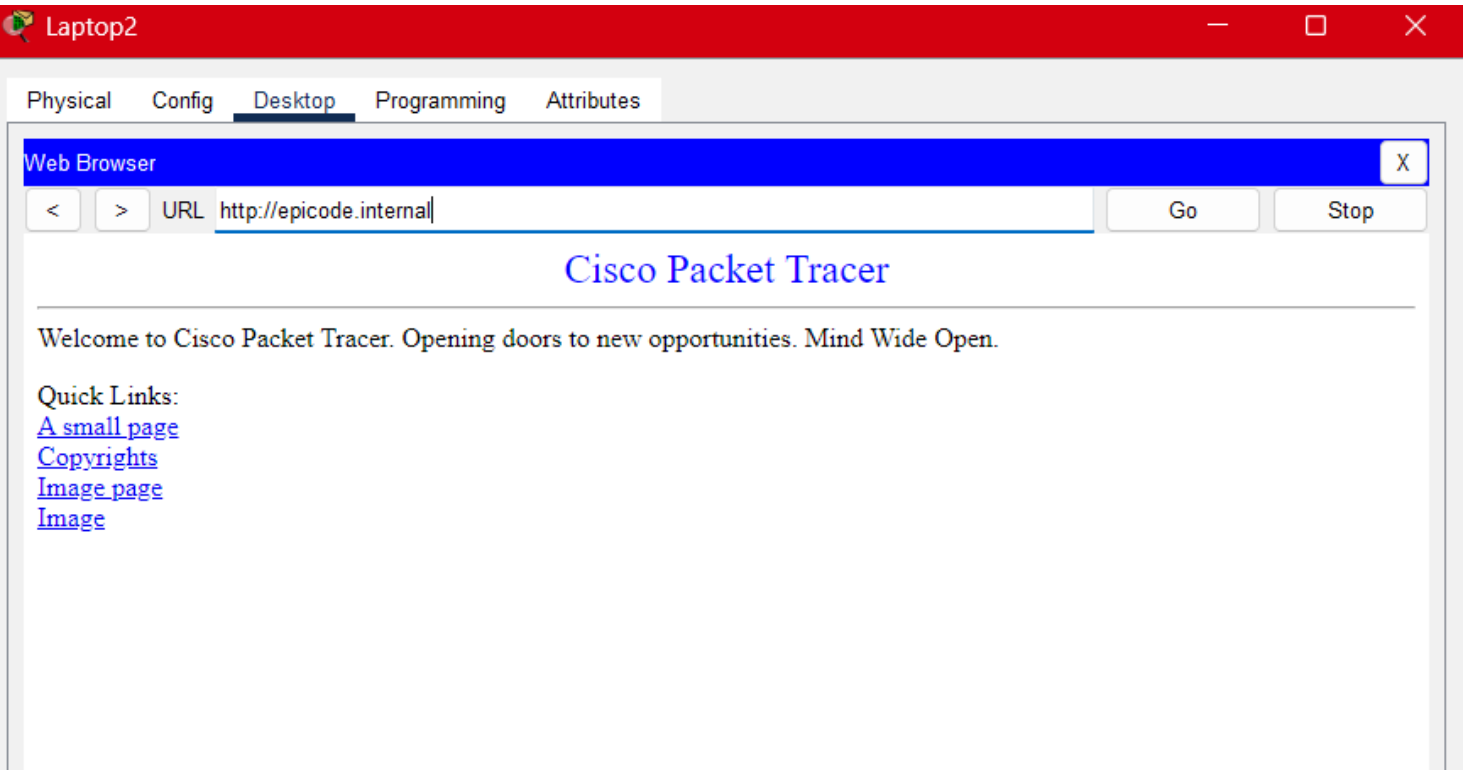 Laptop2
Physical Config Desktop Programming Attributes
Web Browser
X
< > URL http://epicode.internal Go Stop
Cisco Packet Tracer
Welcome to Cisco Packet Tracer. Opening doors to new opportunities. Mind Wide Open.
Quick Links:
A small page
Copyrights
Image page
Image